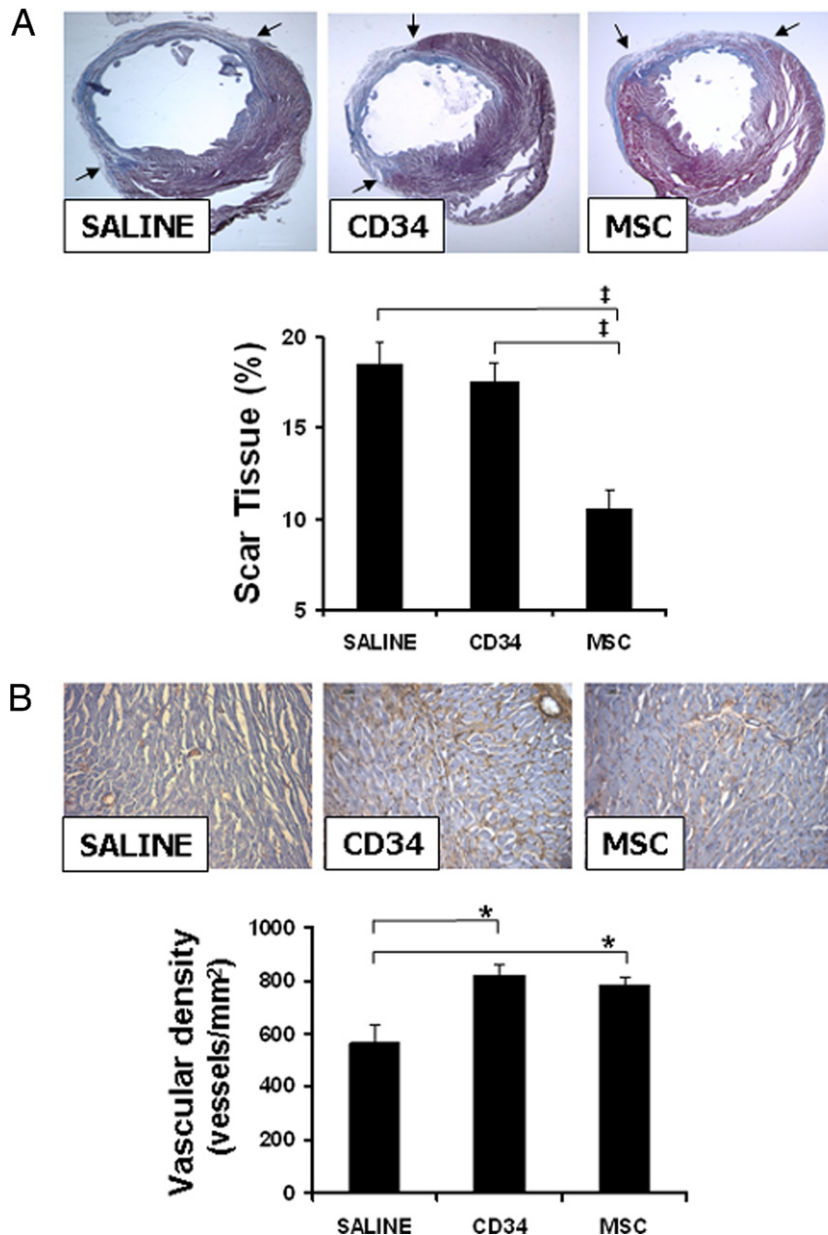 A
SALINE
CD34
MSC
Scar Tissue (%)
20
15
10
5
‡
‡
SALINE
CD34
MSC
B
SALINE
CD34
MSC
Vascular density
(vessels/mm²)
1000
800
600
400
200
0
*
*
SALINE
CD34
MSC